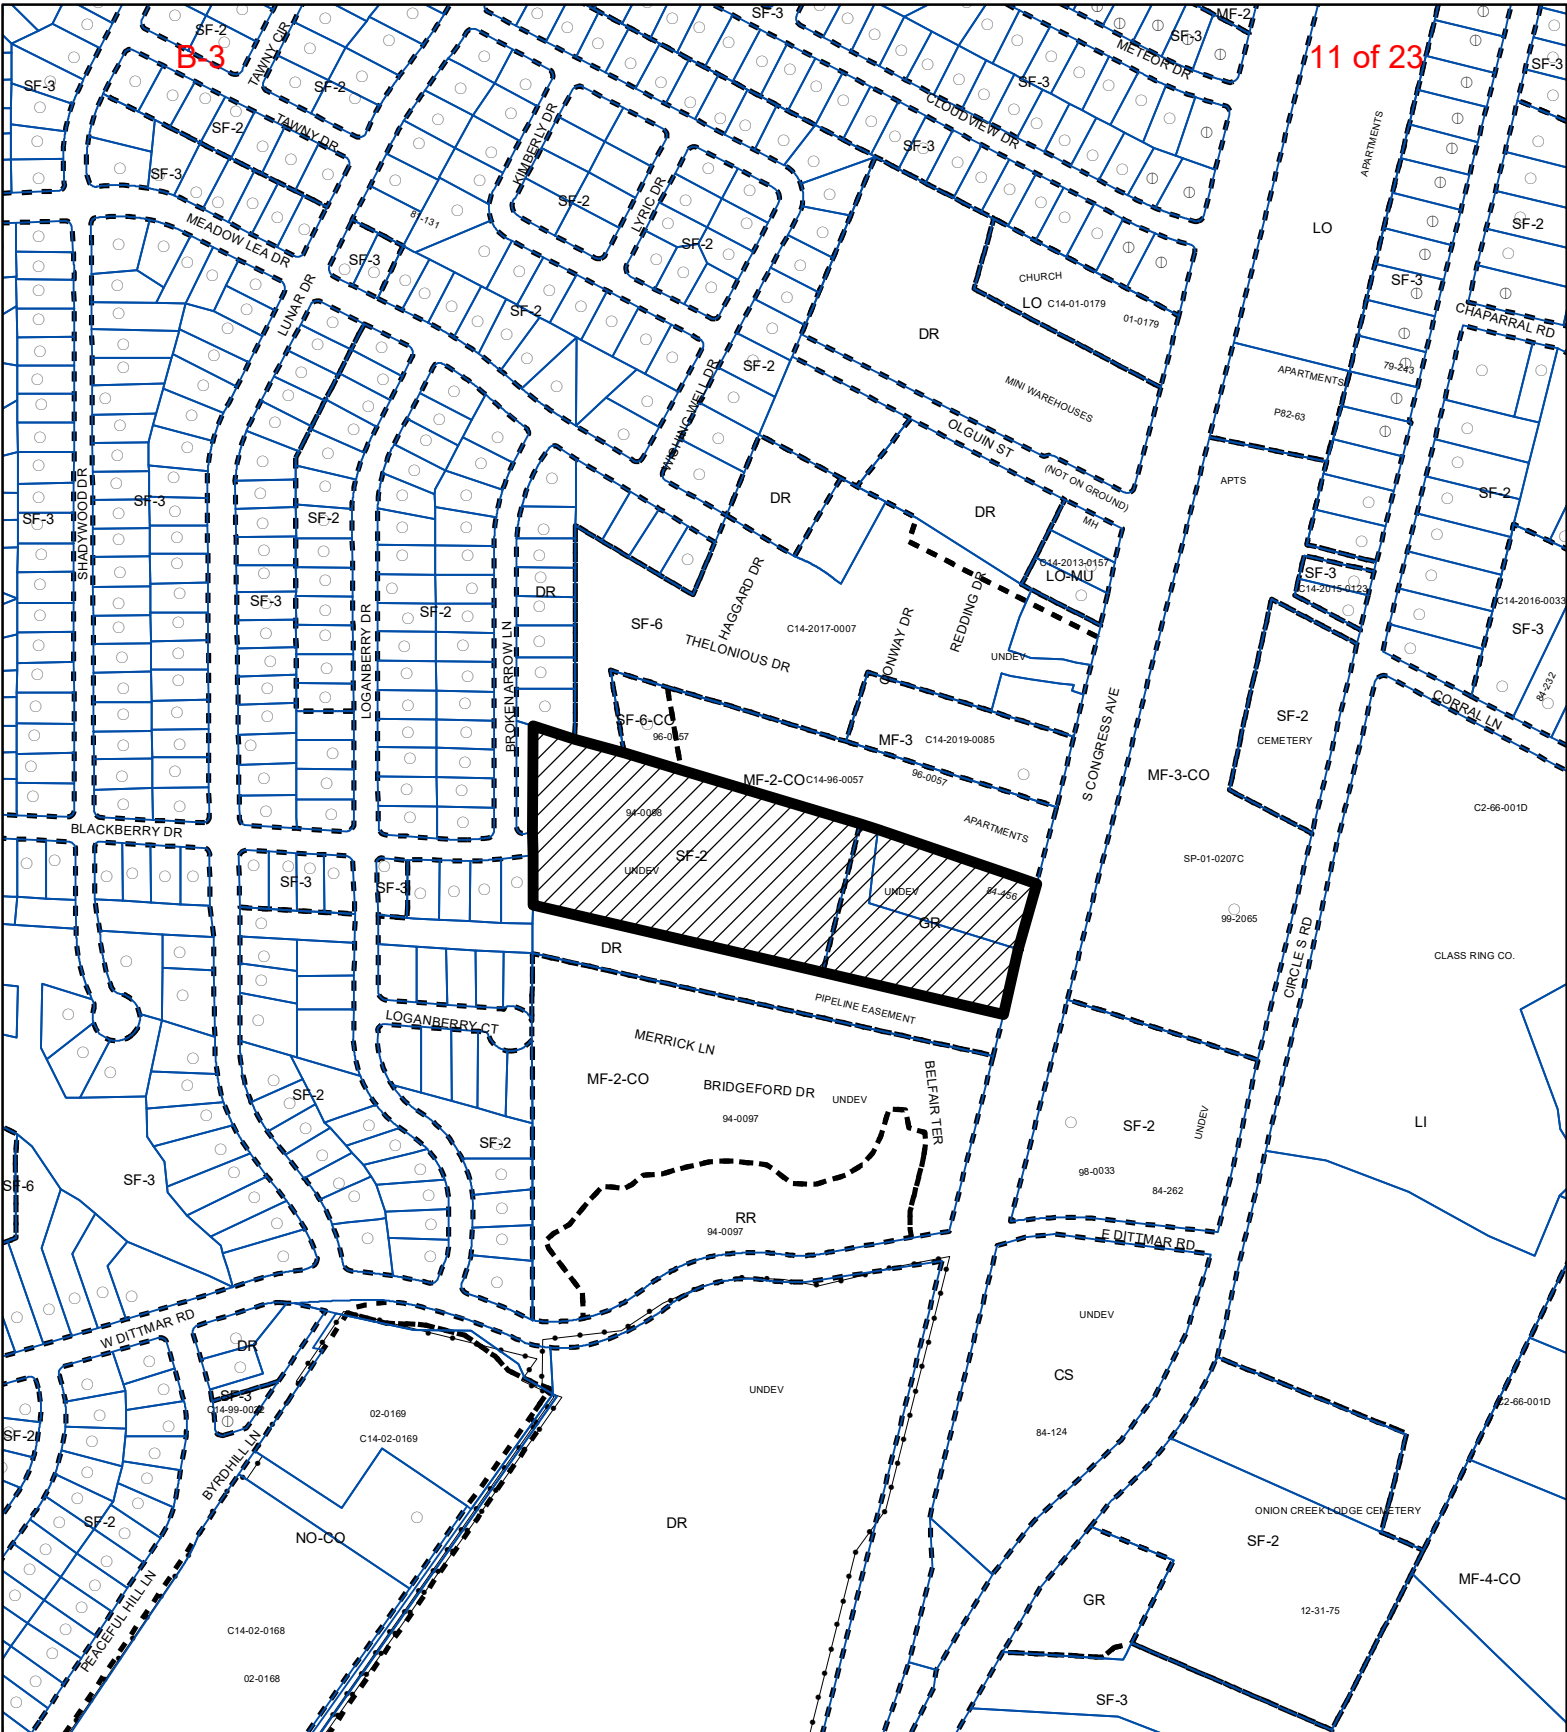 SF-3
MF-2
SF-2
SF-3
B-3
11 of 23
TAWNY CIR
METEOR DR
SF-3
SF-3
SF-2
SF-3
CLOUDVIEW DR
APARTMENTS
SF-2
TAWNY DR
KIMBERLY DR
SF-3
SF-3
SF-2
LYRIC DR
87-131
MEADOW LEA DR
SF-2
LO
SF-2
SF-3
CHURCH
SF-3
LUNAR DR
LO C14-01-0179
01-0179
SF-2
CHAPARRAL RD
DR
SF-2
79-243
APARTMENTS
MINI WAREHOUSES
P82-63
WISHING WELL DR
OLGUIN ST
(NOT ON GROUND)
SHADYWOOD DR
APTS
SF-3
SF-3
SF-2
DR
SF-2
DR
MH
C14-2013-0157
LO-MU
SF-3
C14-2015-0123
DR
HAGGARD DR
REDDING DR
SF-3
SF-2
C14-2016-0033
SF-3
SF-6
C14-2017-0007
CONWAY DR
LOGANBERRY DR
BROKEN ARROW LN
THELONIOUS DR
UNDEV
84-232
CORRAL LN
SF-6-CO
96-0057
S CONGRESS AVE
SF-2
CEMETERY
MF-3
C14-2019-0085
MF-3-CO
MF-2-CO
C14-96-0057
96-0057
C2-66-001D
94-0098
BLACKBERRY DR
APARTMENTS
SF-2
UNDEV
SP-01-0207C
SF-3
SF-3
UNDEV
84-456
GR
99-2065
DR
CIRCLE S RD
CLASS RING CO.
PIPELINE EASEMENT
LOGANBERRY CT
MERRICK LN
MF-2-CO
BRIDGEFORD DR
UNDEV
BELFAIR TER
SF-2
94-0097
SF-2
UNDEV
LI
SF-2
SF-6
SF-3
98-0033
84-262
RR
94-0097
E DITTMAR RD
W DITTMAR RD
UNDEV
DR
CS
UNDEV
SF-3
C14-99-0022
02-0169
C14-02-0169
84-124
SF-2
C2-66-001D
BYRDHILL LN
SF-2
NO-CO
DR
ONION CREEK LODGE CEMETERY
SF-2
MF-4-CO
PEACEFUL HILL LN
GR
12-31-75
C14-02-0168
02-0168
SF-3